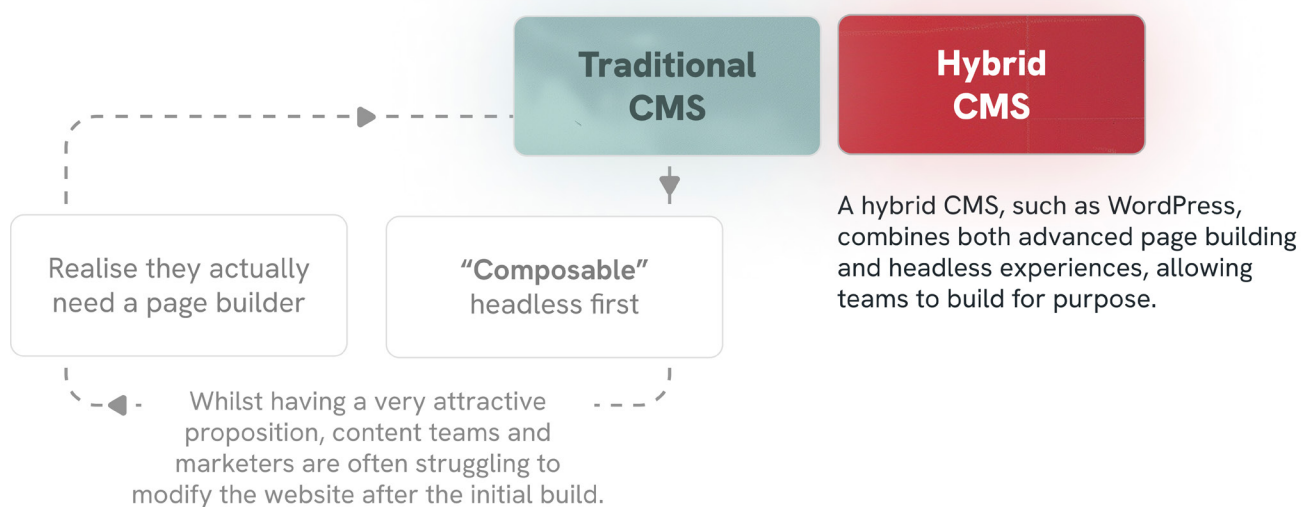 Traditional
CMS
Hybrid
CMS
A hybrid CMS, such as WordPress,
combines both advanced page building
and headless experiences, allowing
teams to build for purpose.
Realise they actually
need a page builder
“Composable”
headless first
Whilst having a very attractive
proposition, content teams and
marketers are often struggling to
modify the website after the initial build.